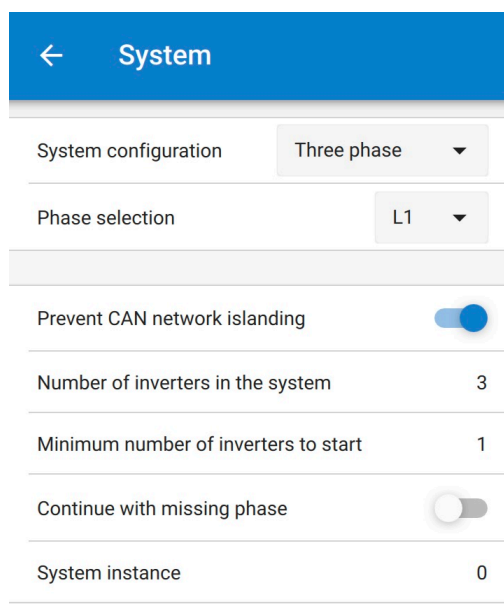 System
System configuration Three phase
Phase selection L1
Prevent CAN network islanding
Number of inverters in the system 3
Minimum number of inverters to start 1
Continue with missing phase
System instance 0